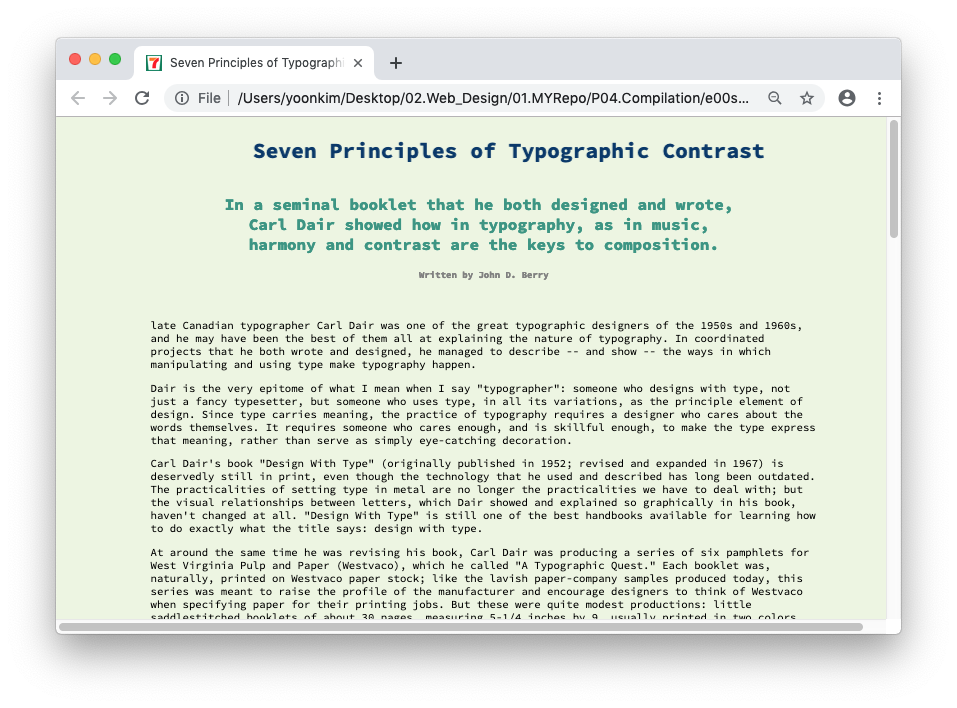 Seven Principles of Typographi
File
/Users/yoonkim/Desktop/02.Web_Design/01.MYRepo/P04.Compilation/e00s...
Seven Principles of Typographic Contrast
In a seminal booklet that he both designed and wrote,
Carl Dair showed how in typography, as in music,
harmony and contrast are the keys to composition.
Written by John D. Berry
late Canadian typographer Carl Dair was one of the great typographic designers of the 1950s and 1960s,
and he may have been the best of them all at explaining the nature of typography. In coordinated
projects that he both wrote and designed, he managed to describe -- and show -- the ways in which
manipulating and using type make typography happen.
Dair is the very epitome of what I mean when I say "typographer": someone who designs with type, not
just a fancy typesetter, but someone who uses type, in all its variations, as the principle element of
design. Since type carries meaning, the practice of typography requires a designer who cares about the
words themselves. It requires someone who cares enough, and is skillful enough, to make the type express
that meaning, rather than serve as simply eye-catching decoration.
Carl Dair's book "Design With Type" (originally published in 1952; revised and expanded in 1967) is
deservedly still in print, even though the technology that he used and described has long been outdated.
The practicalities of setting type in metal are no longer the practicalities we have to deal with; but
the visual relationships between letters, which Dair showed and explained so graphically in his book,
haven't changed at all. "Design With Type" is still one of the best handbooks available for learning how
to do exactly what the title says: design with type.
At around the same time he was revising his book, Carl Dair was producing a series of six pamphlets for
West Virginia Pulp and Paper (Westvaco), which he called "A Typographic Quest." Each booklet was,
naturally, printed on Westvaco paper stock; like the lavish paper-company samples produced today, this
series was meant to raise the profile of the manufacturer and encourage designers to think of Westvaco
when specifying paper for their printing jobs. But these were quite modest productions: little
saddlestitched booklets of about 30 pages, measuring 5-1/4 inches by 9, usually printed in two colors